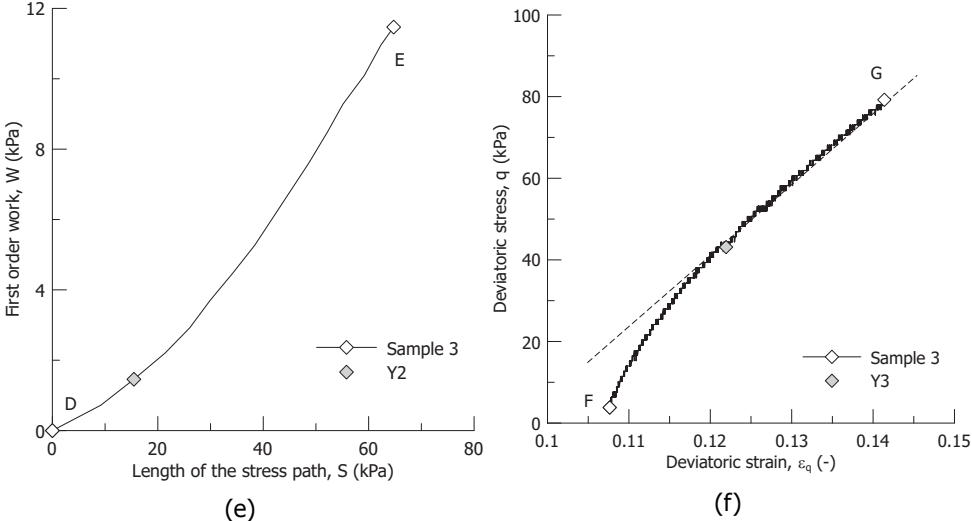 12
8
4
0
First order work, W (kPa)
D
E
Sample 3
Y2
0 20 40 60 80
Length of the stress path, S (kPa)
(e)
100
80
60
40
20
0
Deviatoric stress, q (kPa)
G
F
Sample 3
Y3
0.1 0.11 0.12 0.13 0.14 0.15
Deviatoric strain, εq (-)
(f)